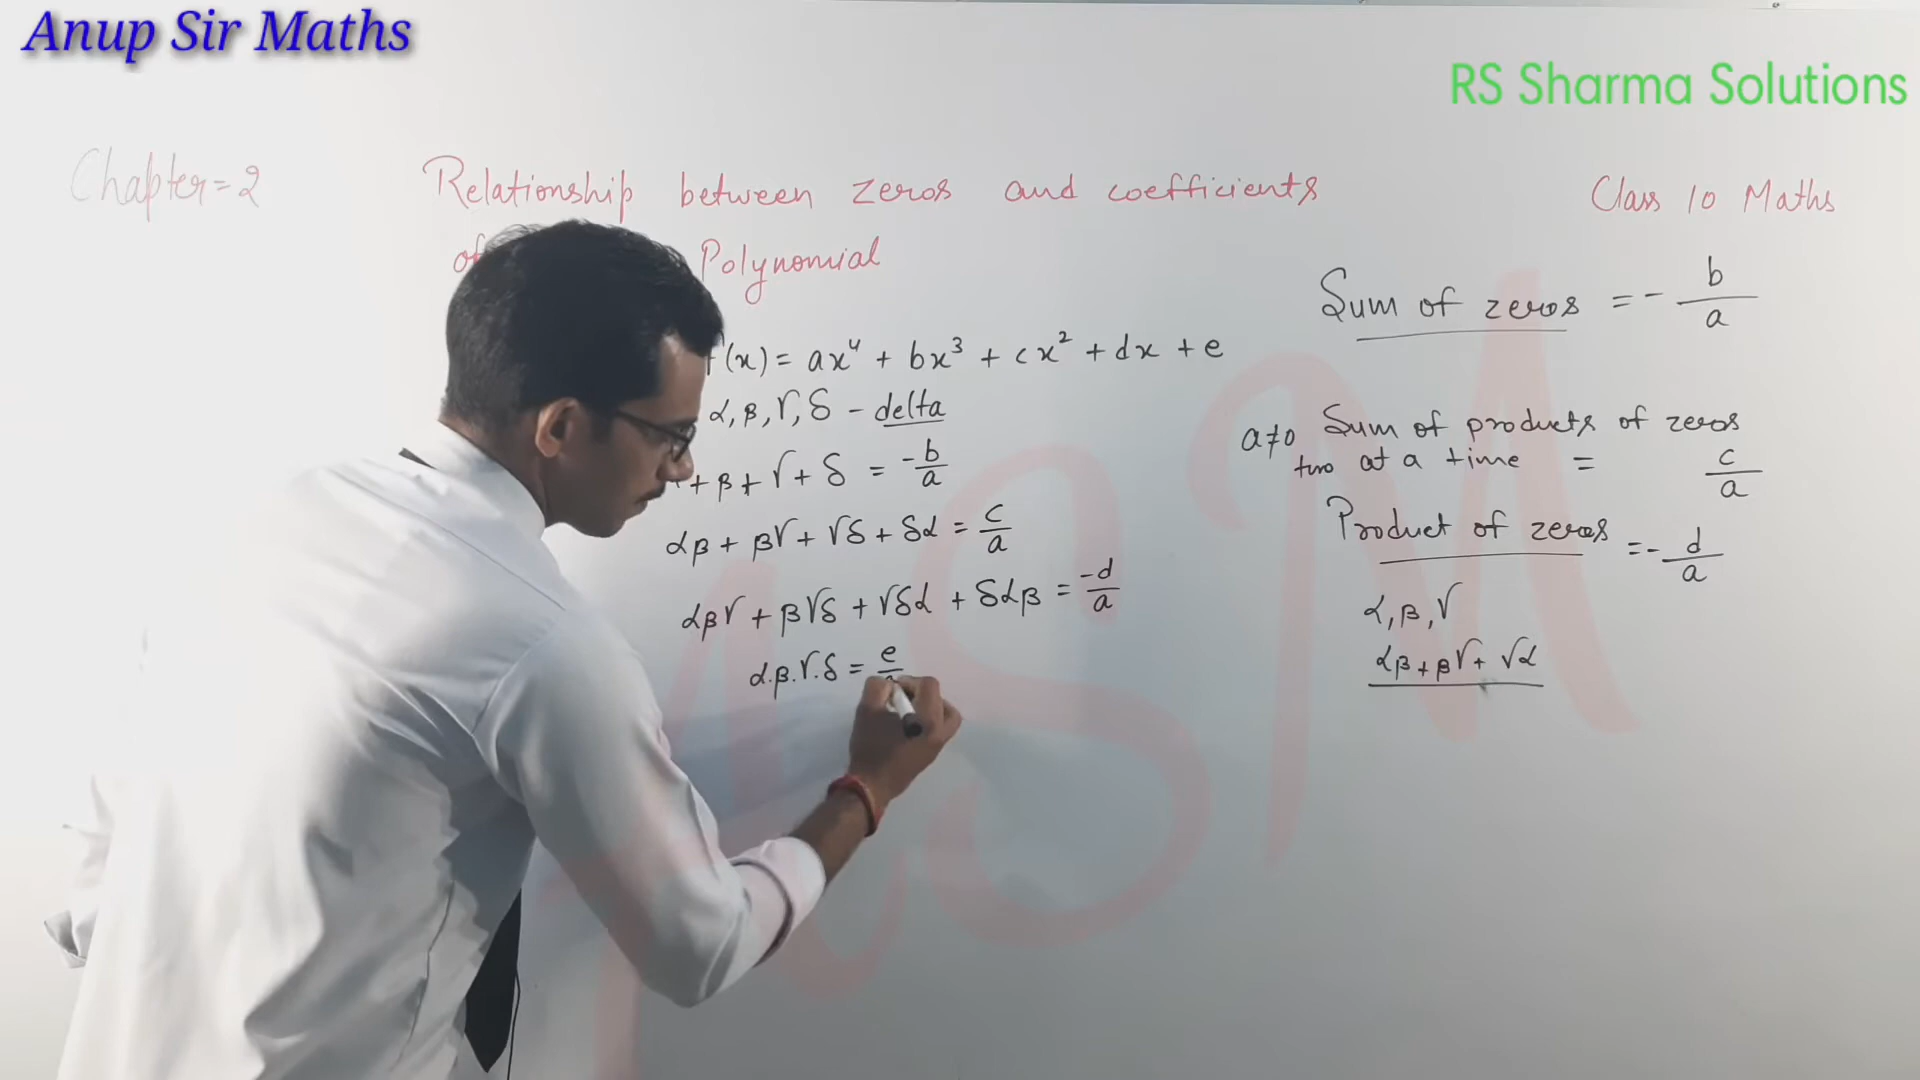 Anup Sir Maths
RS Sharma Solutions
Chapter = 2
Relationship between zeros and coefficients
of Polynomial
Class 10 Maths
(x) = ax⁴ + bx³ + cx² + dx + e
α, β, γ, δ - delta
+ β + γ + δ = -b/a
αβ + βγ + γδ + δα = c/a
αβγ + βγδ + γδα + δαβ = -d/a
α.β.γ.δ = e/
Sum of zeros = - b/a
a≠0 Sum of products of zeros
two at a time = c/a
Product of zeros = - d/a
α, β, γ
αβ + βγ + γα